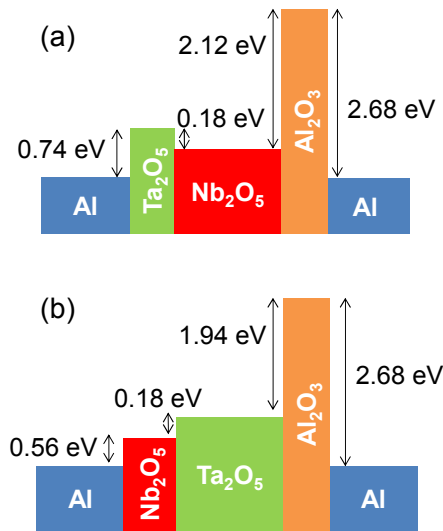 (a)
2.12 eV
0.18 eV
2.68 eV
0.74 eV
Ta₂O₅
Al₂O₃
Al
Nb₂O₅
Al
(b)
1.94 eV
2.68 eV
0.18 eV
0.56 eV
Al₂O₃
Al
Nb₂O₅
Ta₂O₅
Al